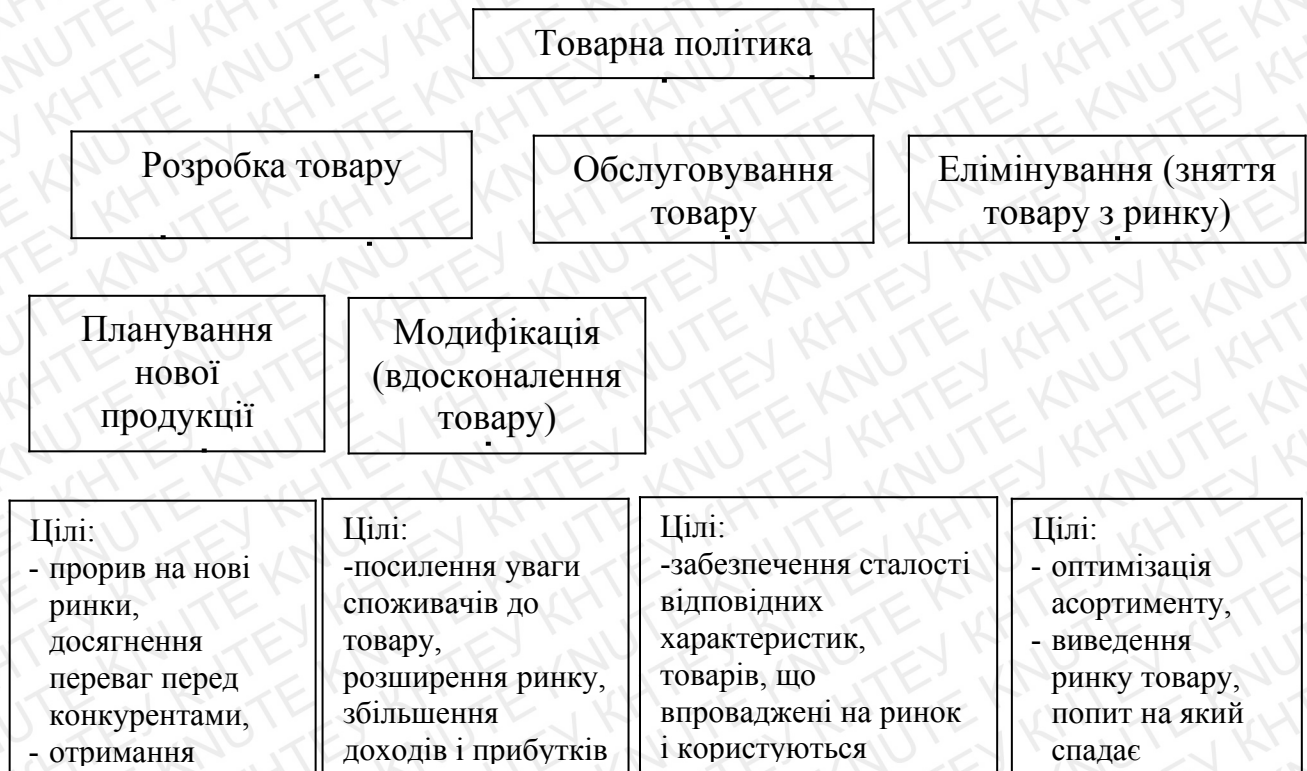 Товарна політика
Розробка товару
Обслуговування
товару
Елімінування (зняття
товару з ринку)
Планування
нової
продукції
Модифікація
(вдосконалення
товару)
Цілі:
- прорив на нові
ринки,
досягнення
переваг перед
конкурентами,
- отримання
Цілі:
-посилення уваги
споживачів до
товару,
розширення ринку,
збільшення
доходів і прибутків
Цілі:
-забезпечення сталості
відповідних
характеристик,
товарів, що
впроваджені на ринок
і користуються
Цілі:
- оптимізація
асортименту,
- виведення
ринку товару,
попит на який
спадає